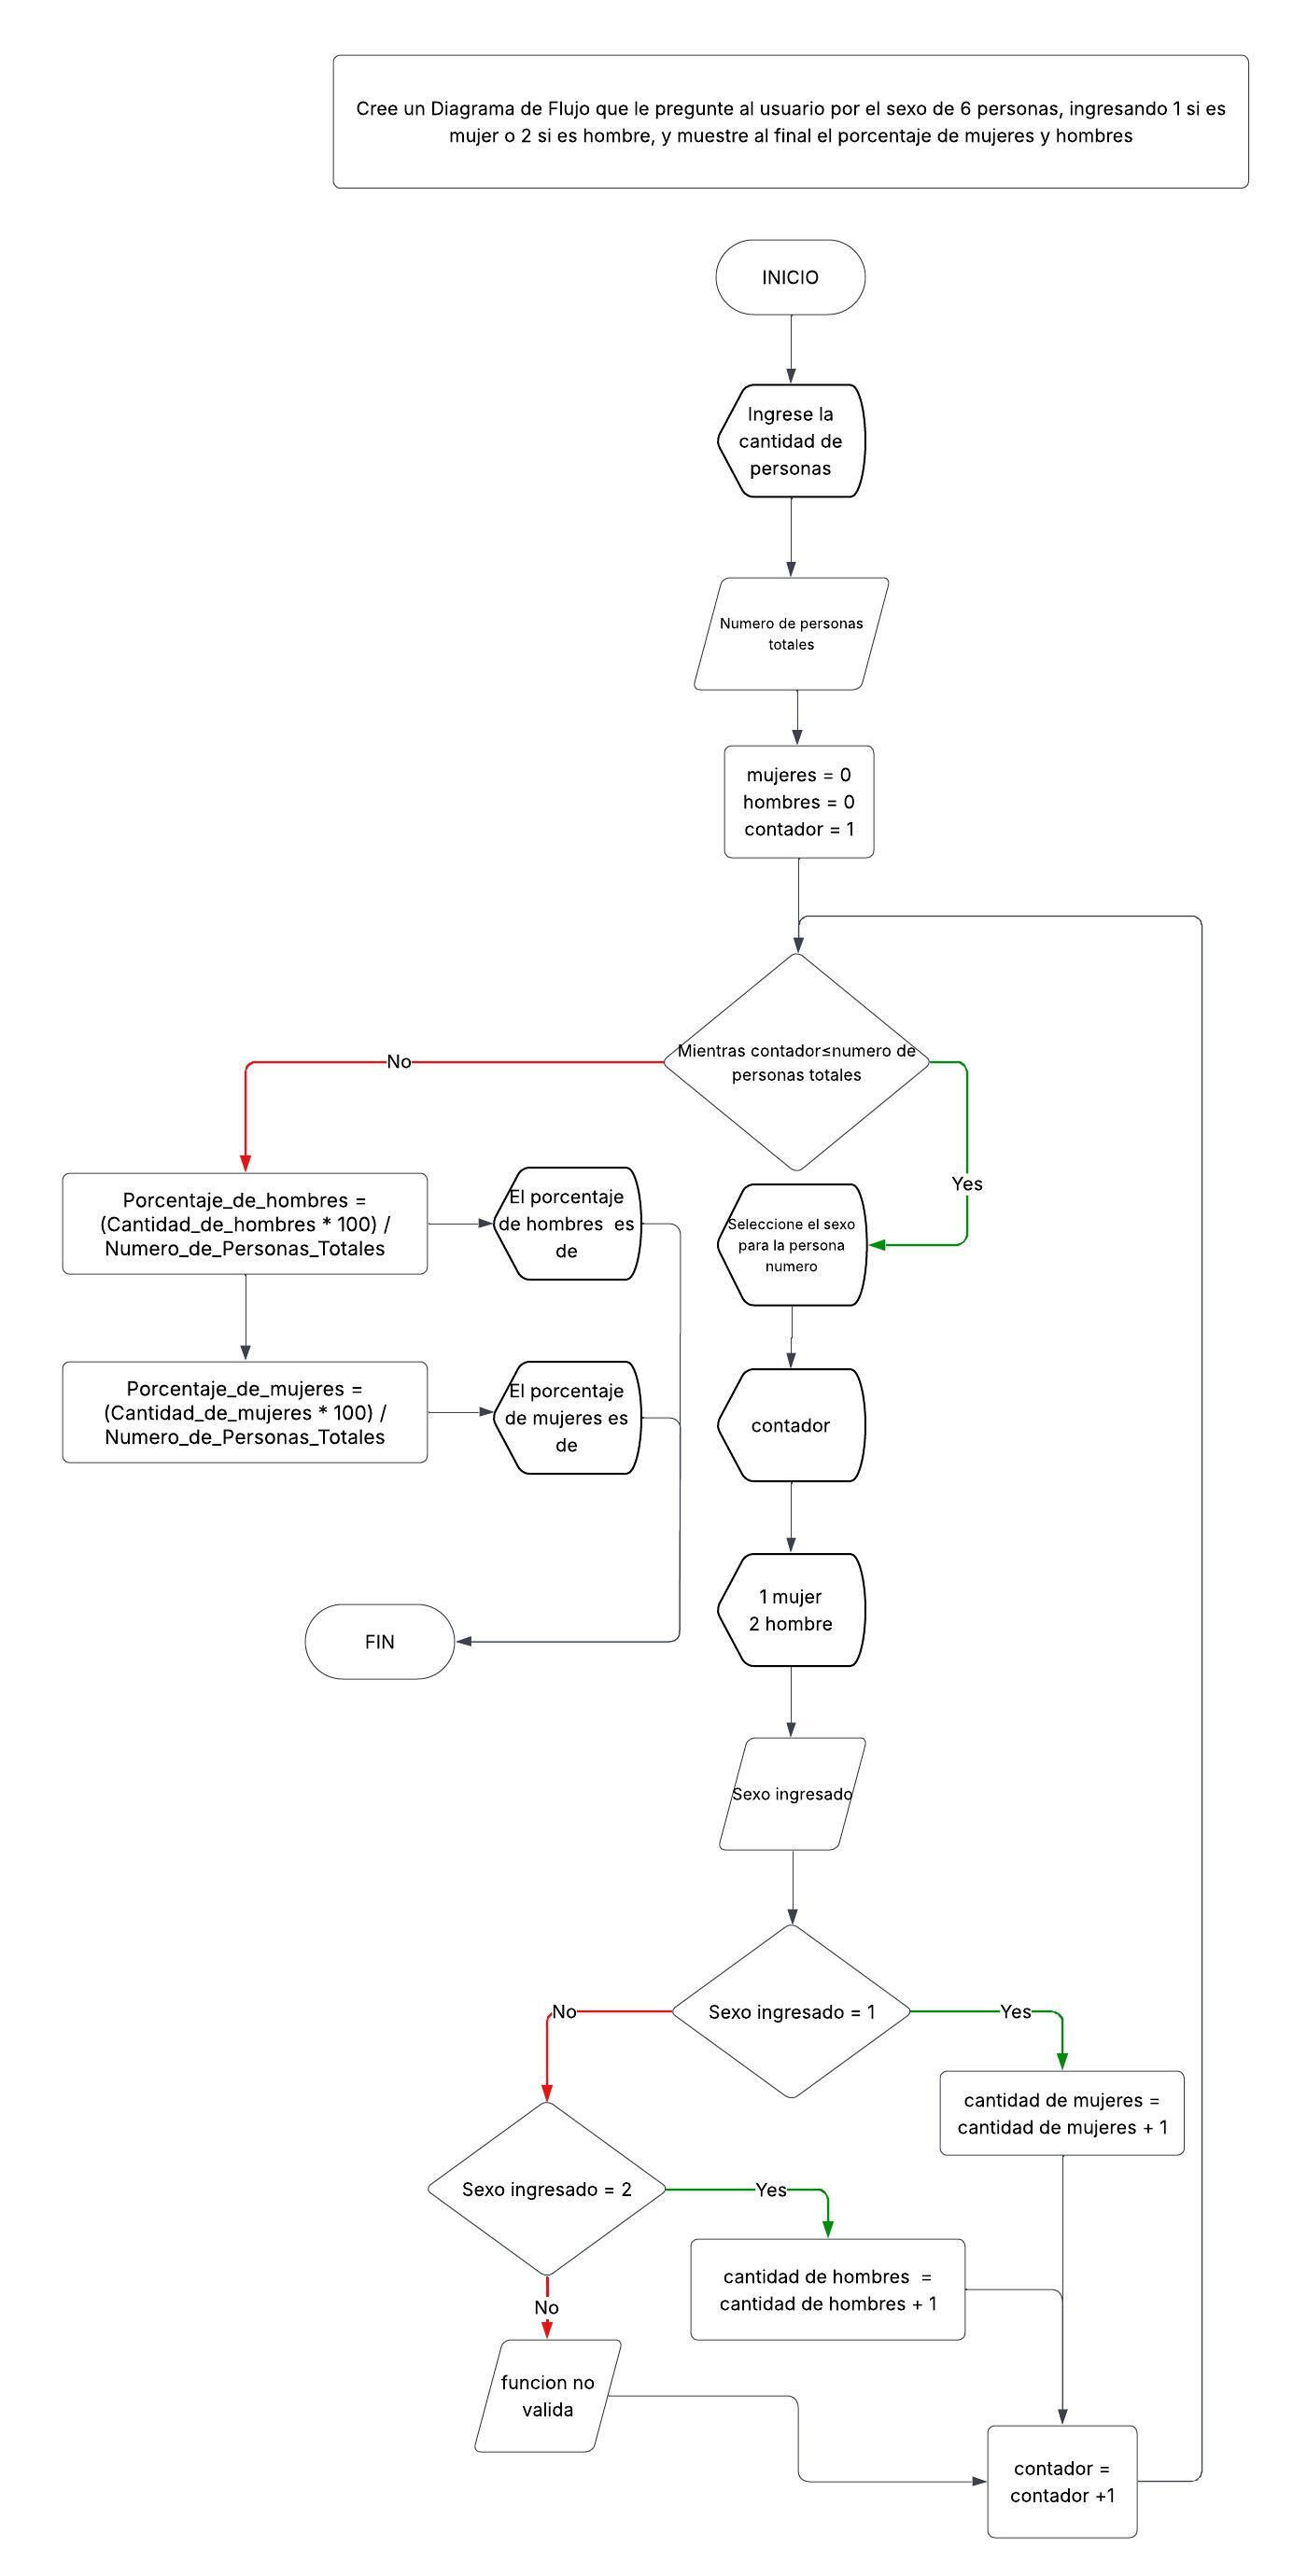 Cree un Diagrama de Flujo que le pregunte al usuario por el sexo de 6 personas, ingresando 1 si es
mujer o 2 si es hombre, y muestre al final el porcentaje de mujeres y hombres
INICIO
Ingrese la
cantidad de
personas
Numero de personas
totales
mujeres = 0
hombres = 0
contador = 1
Mientras contador≤numero de
personas totales
No
Yes
Porcentaje_de_hombres =
(Cantidad_de_hombres * 100) /
Numero_de_Personas_Totales
El porcentaje
de hombres  es
de
Seleccione el sexo
para la persona
numero
Porcentaje_de_mujeres =
(Cantidad_de_mujeres * 100) /
Numero_de_Personas_Totales
El porcentaje
de mujeres es
de
contador
1 mujer
2 hombre
FIN
Sexo ingresado
Sexo ingresado = 1
No
Yes
cantidad de mujeres =
cantidad de mujeres + 1
Sexo ingresado = 2
Yes
cantidad de hombres  =
cantidad de hombres + 1
No
funcion no
valida
contador =
contador +1